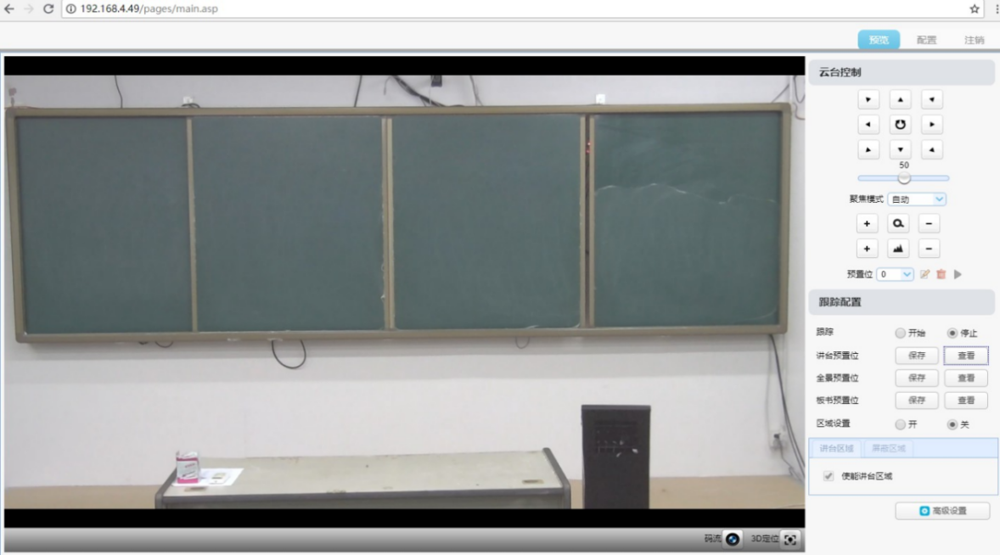 192.168.4.49/pages/main.asp
预览 配置 注销
云台控制
50
聚焦模式 自动
+ -
+ -
预置位 0
跟踪配置
跟踪 开始 停止
讲台预置位 保存 查看
全景预置位 保存 查看
板书预置位 保存 查看
区域设置 开 关
讲台区域 屏蔽区域
使能讲台区域
高级设置
码流 3D定位